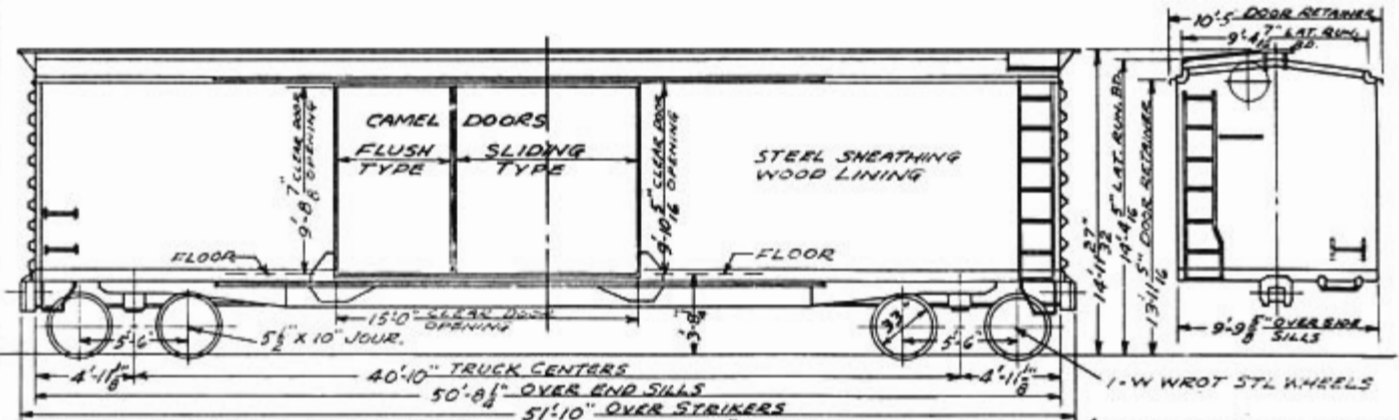 10'-5 DOOR RETAINER
9'-4 7/16" LAT. RUN. BD.
CAMEL DOORS
FLUSH TYPE
SLIDING TYPE
9'-8 7/8" CLEAR DOOR OPENING
9'-10 5/16" CLEAR DOOR OPENING
STEEL SHEATHING
WOOD LINING
FLOOR
FLOOR
15'-0" CLEAR DOOR OPENING
14'-11 27/32"
14'-4 5/16" LAT. RUN. BD.
13'-11 5/16" DOOR RETAINER
33"
5'-6"
5 1/2" X 10" JOUR.
5'-6"
9'-9 5/8" OVER SIDE SILLS
4'-11 1/8"
40'-10" TRUCK CENTERS
4'-11 1/8"
1-W WROT STL WHEELS
50'-8 1/4" OVER END SILLS
51'-10" OVER STRIKERS